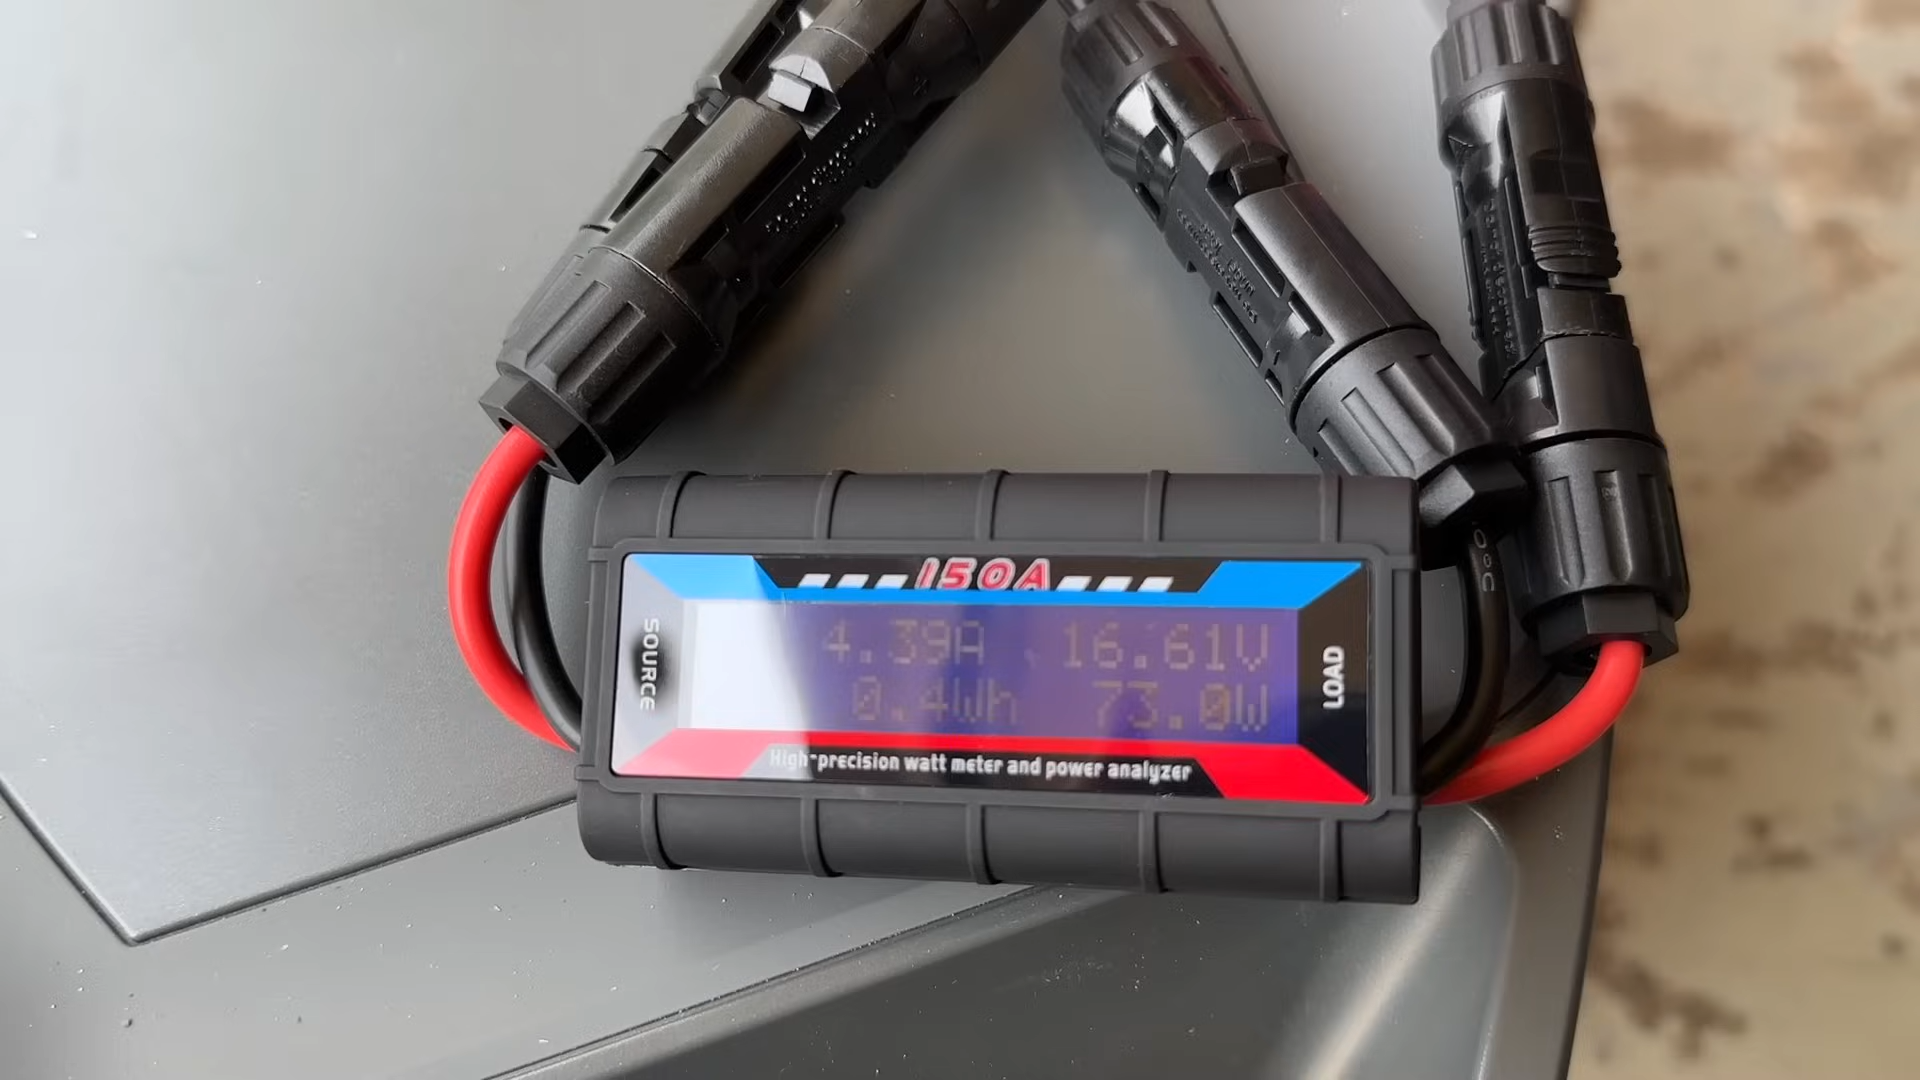 150A
SOURCE
4.39A 16.61V
0.4Wh 73.0W
LOAD
High-precision watt meter and power analyzer